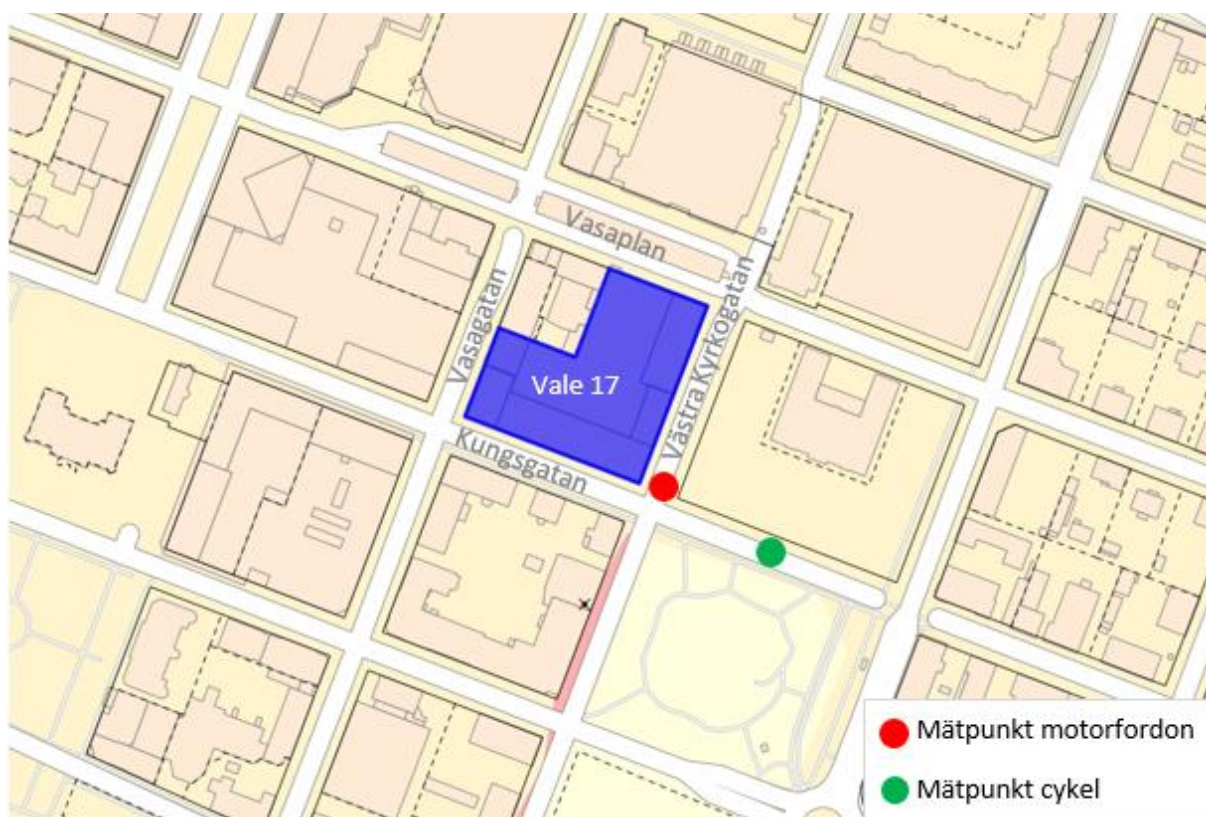 Vasaplan
Vasagatan
Västra Kyrkogatan
Vale 17
Kungsgatan
Mätpunkt motorfordon
Mätpunkt cykel